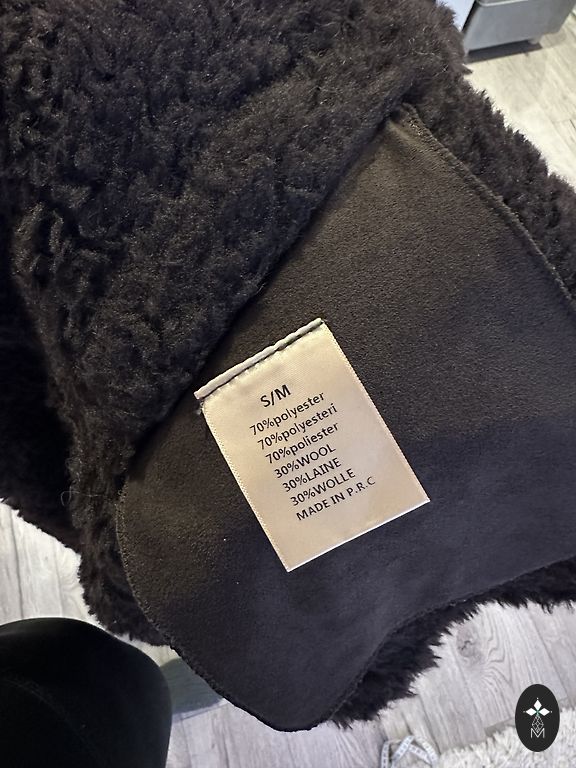 S/M
70%polyester
70%polyesteri
70%poliester
30%WOOL
30%LAINE
30%WOLLE
MADE IN P.R.C
M